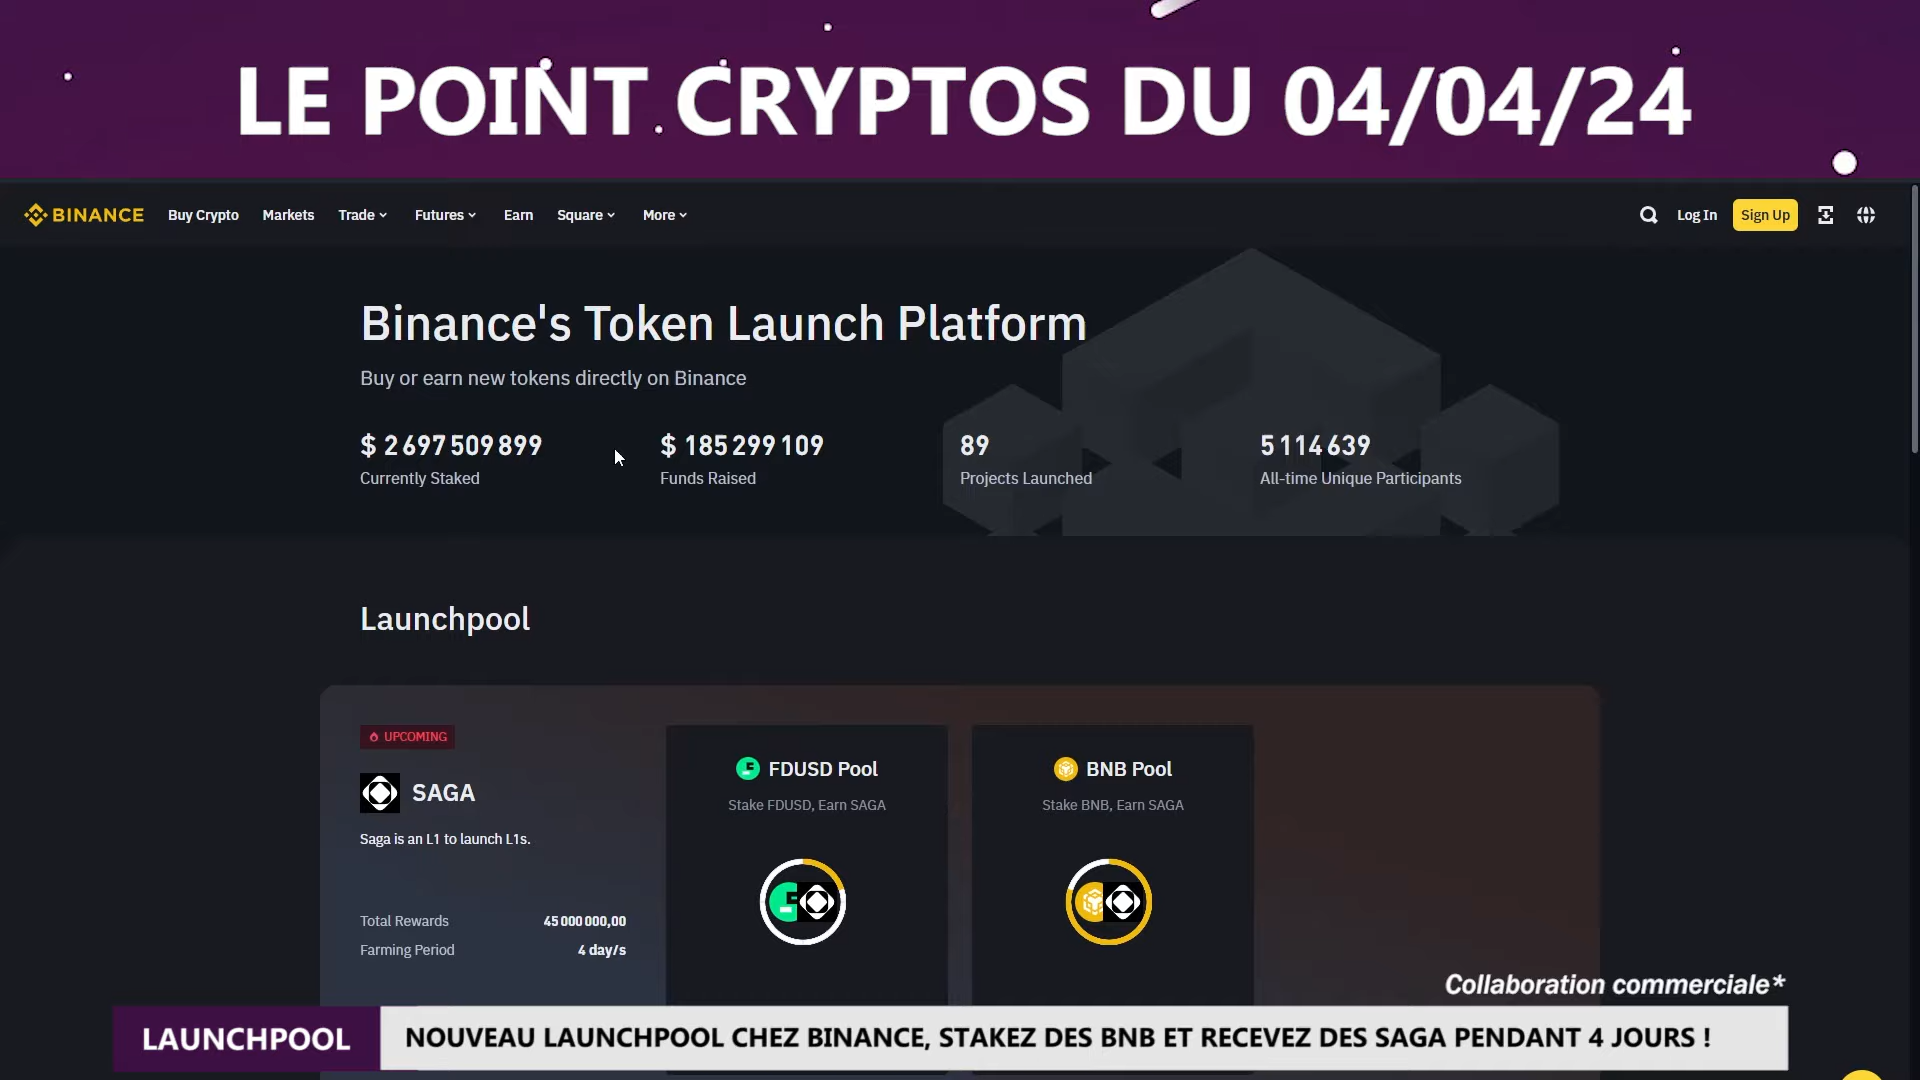 LE POINT CRYPTOS DU 04/04/24
BINANCE Buy Crypto Markets Trade Futures Earn Square More Log In Sign Up
Binance's Token Launch Platform
Buy or earn new tokens directly on Binance
$ 2 697 509 899 $ 185 299 109 89 5 114 639
Currently Staked Funds Raised Projects Launched All-time Unique Participants
Launchpool
UPCOMING
SAGA
Saga is an L1 to launch L1s.
Total Rewards 45 000 000,00
Farming Period 4 day/s
FDUSD Pool
Stake FDUSD, Earn SAGA
BNB Pool
Stake BNB, Earn SAGA
Collaboration commerciale*
LAUNCHPOOL NOUVEAU LAUNCHPOOL CHEZ BINANCE, STAKEZ DES BNB ET RECEVEZ DES SAGA PENDANT 4 JOURS !